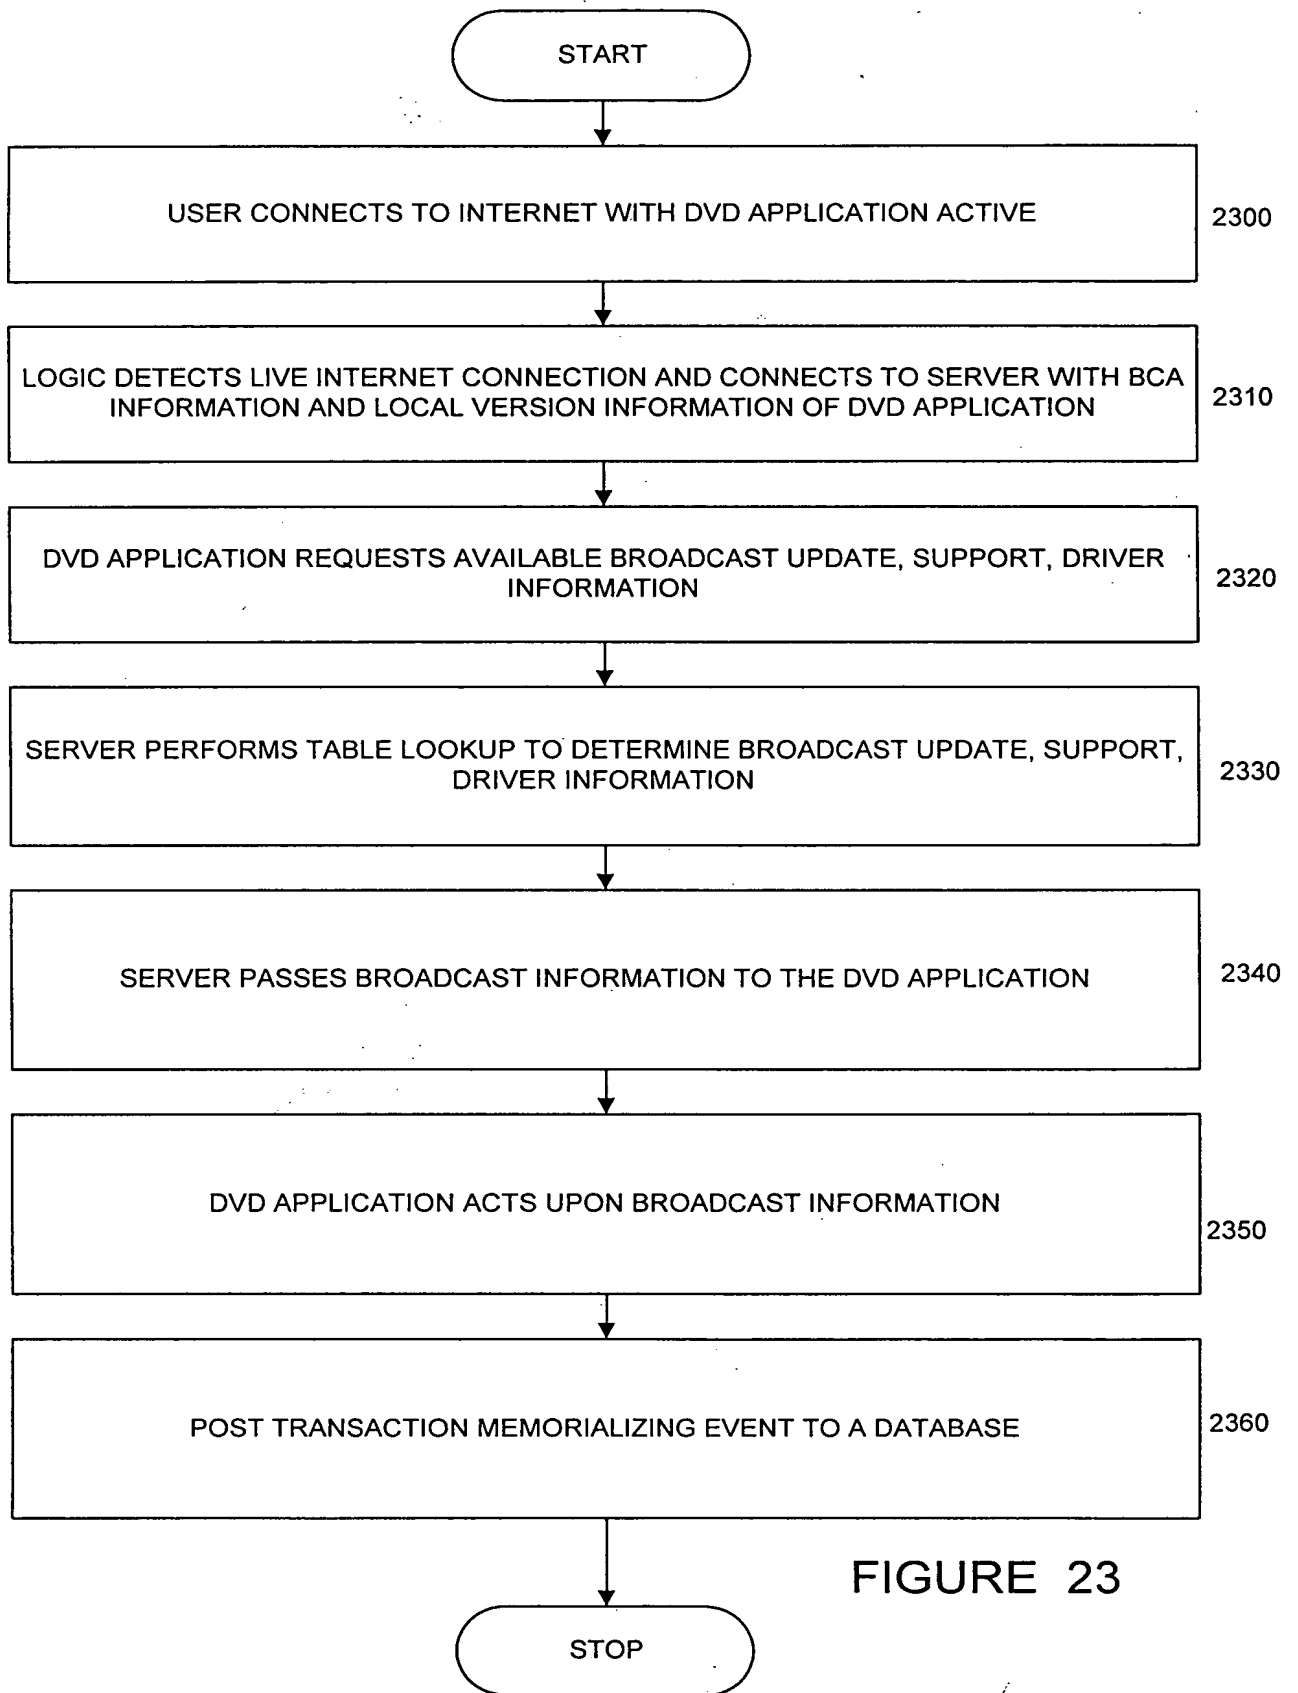 START
USER CONNECTS TO INTERNET WITH DVD APPLICATION ACTIVE
2300
LOGIC DETECTS LIVE INTERNET CONNECTION AND CONNECTS TO SERVER WITH BCA
INFORMATION AND LOCAL VERSION INFORMATION OF DVD APPLICATION
2310
DVD APPLICATION REQUESTS AVAILABLE BROADCAST UPDATE, SUPPORT, DRIVER
INFORMATION
2320
SERVER PERFORMS TABLE LOOKUP TO DETERMINE BROADCAST UPDATE, SUPPORT,
DRIVER INFORMATION
2330
SERVER PASSES BROADCAST INFORMATION TO THE DVD APPLICATION
2340
DVD APPLICATION ACTS UPON BROADCAST INFORMATION
2350
POST TRANSACTION MEMORIALIZING EVENT TO A DATABASE
2360
FIGURE 23
STOP